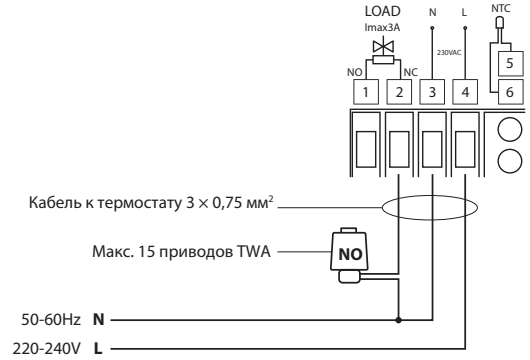 LOAD
Imax3A
N
L
NTC
230VAC
5
NO
NC
1
2
3
4
6
Кабель к термостату 3 × 0,75 мм²
Макс. 15 приводов TWA
NO
50-60Hz N
220-240V L